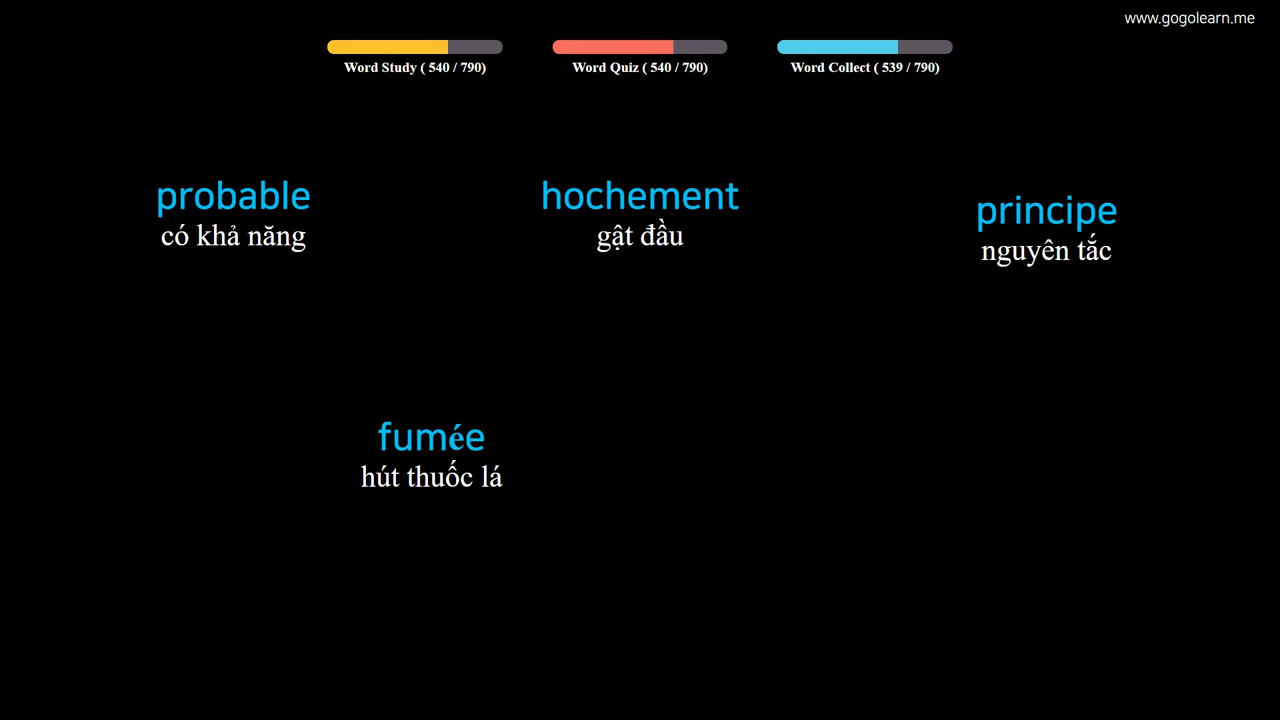 www.gogolearn.me
Word Study ( 540 / 790)
Word Quiz ( 540 / 790)
Word Collect ( 539 / 790)
probable
có khả năng
hochement
gật đầu
principe
nguyên tắc
fumée
hút thuốc lá